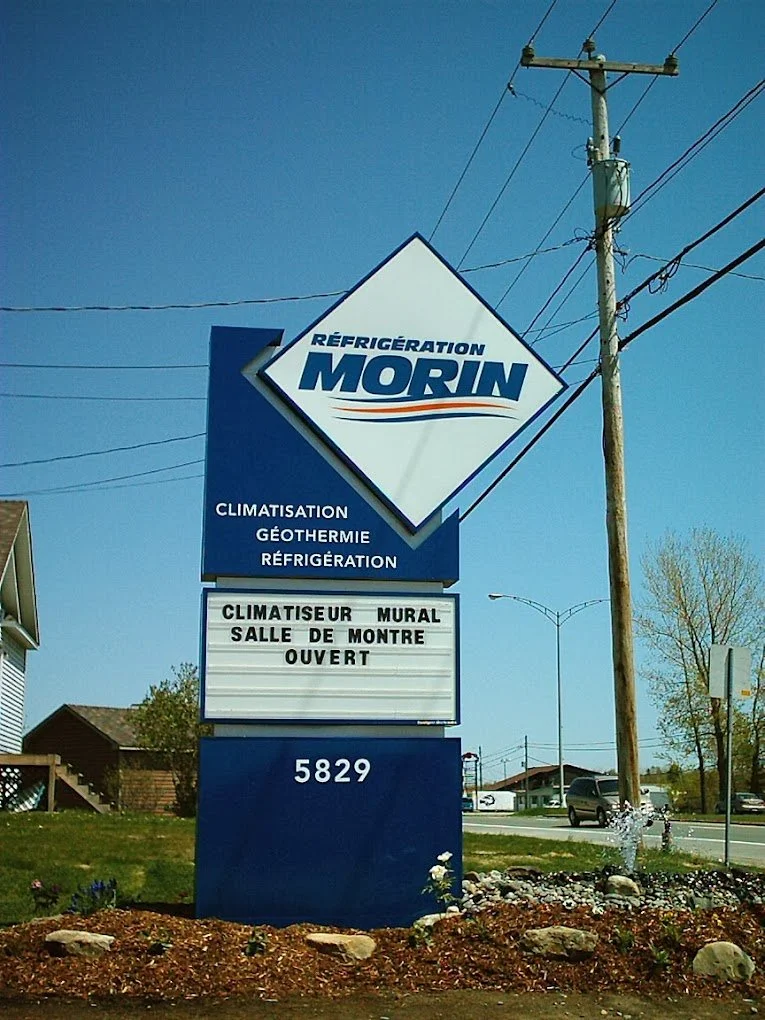 RÉFRIGÉRATION
MORIN
CLIMATISATION
GÉOTHERMIE
RÉFRIGÉRATION
CLIMATISEUR MURAL
SALLE DE MONTRE
OUVERT
5829